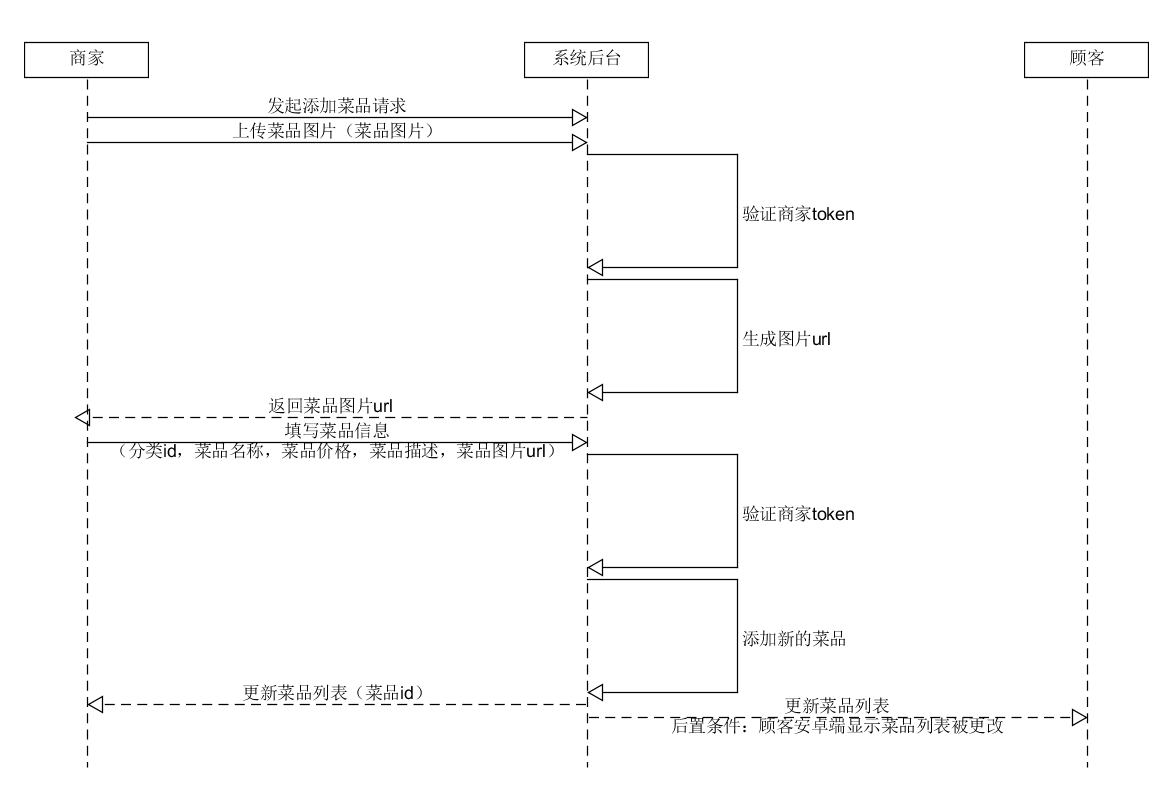 商家
系统后台
顾客
发起添加菜品请求
上传菜品图片（菜品图片）
验证商家token
生成图片url
返回菜品图片url
填写菜品信息
（分类id，菜品名称，菜品价格，菜品描述，菜品图片url）
验证商家token
添加新的菜品
更新菜品列表（菜品id）
更新菜品列表
后置条件：顾客安卓端显示菜品列表被更改